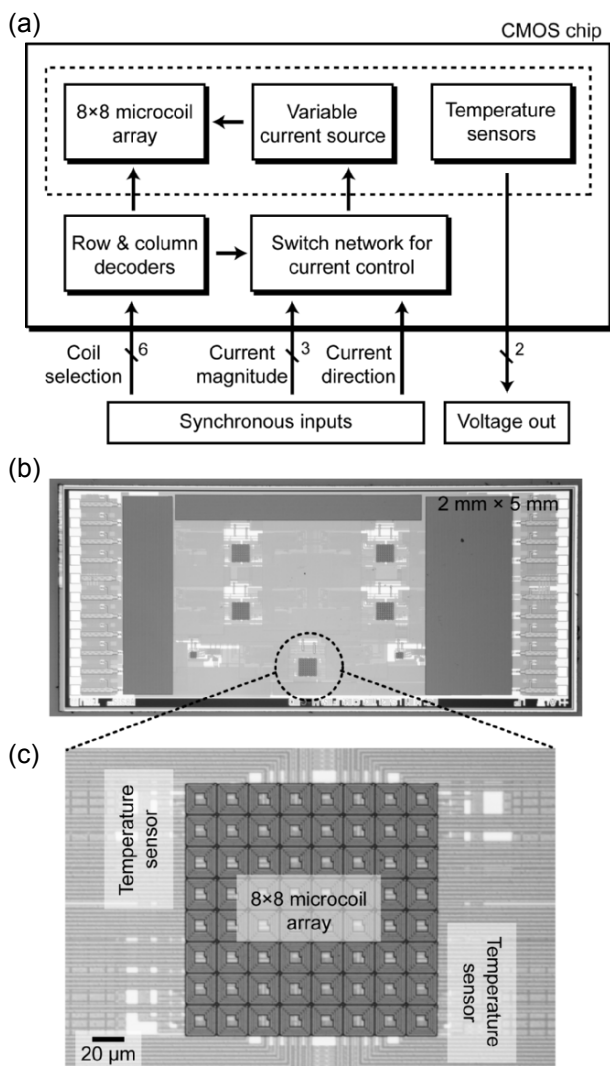 (a)
CMOS chip
8×8 microcoil
array
Variable
current source
Temperature
sensors
Row & column
decoders
Switch network for
current control
Coil
selection
6
Current
magnitude
3
Current
direction
2
Synchronous inputs
Voltage out
(b)
2 mm × 5 mm
(c)
Temperature
sensor
8×8 microcoil
array
Temperature
sensor
20 µm